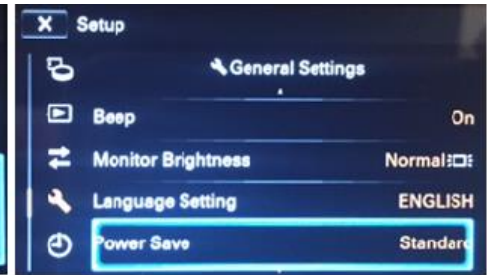 X Setup
General Settings
Beep On
Monitor Brightness Normal
Language Setting ENGLISH
Power Save Standard